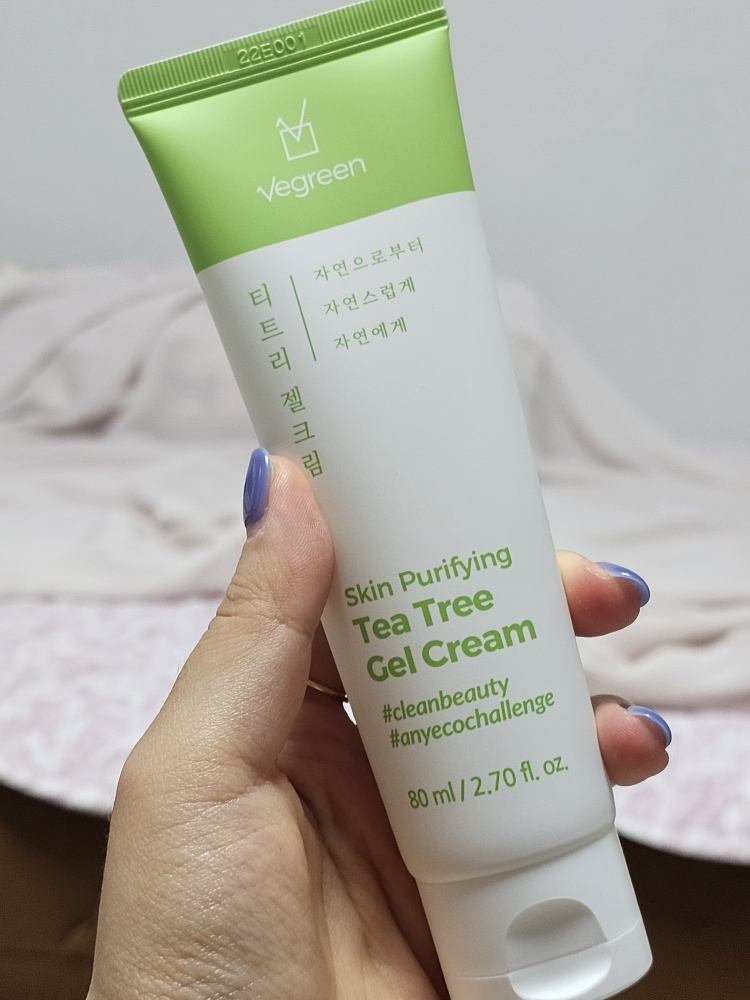 22E001
vegreen
티트리 젤크림
자연으로부터
자연스럽게
자연에게
Skin Purifying
Tea Tree
Gel Cream
#cleanbeauty
#anyecochallenge
80 ml / 2.70 fl. oz.